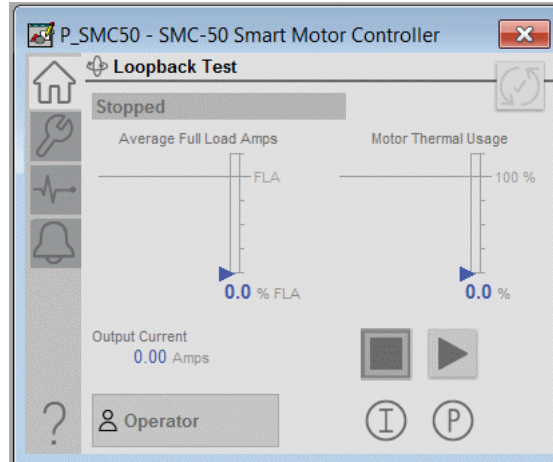 P_SMC50 - SMC-50 Smart Motor Controller
Loopback Test
Stopped
Average Full Load Amps
Motor Thermal Usage
FLA
100 %
0.0 % FLA
0.0 %
Output Current
0.00 Amps
Operator
I
P
?